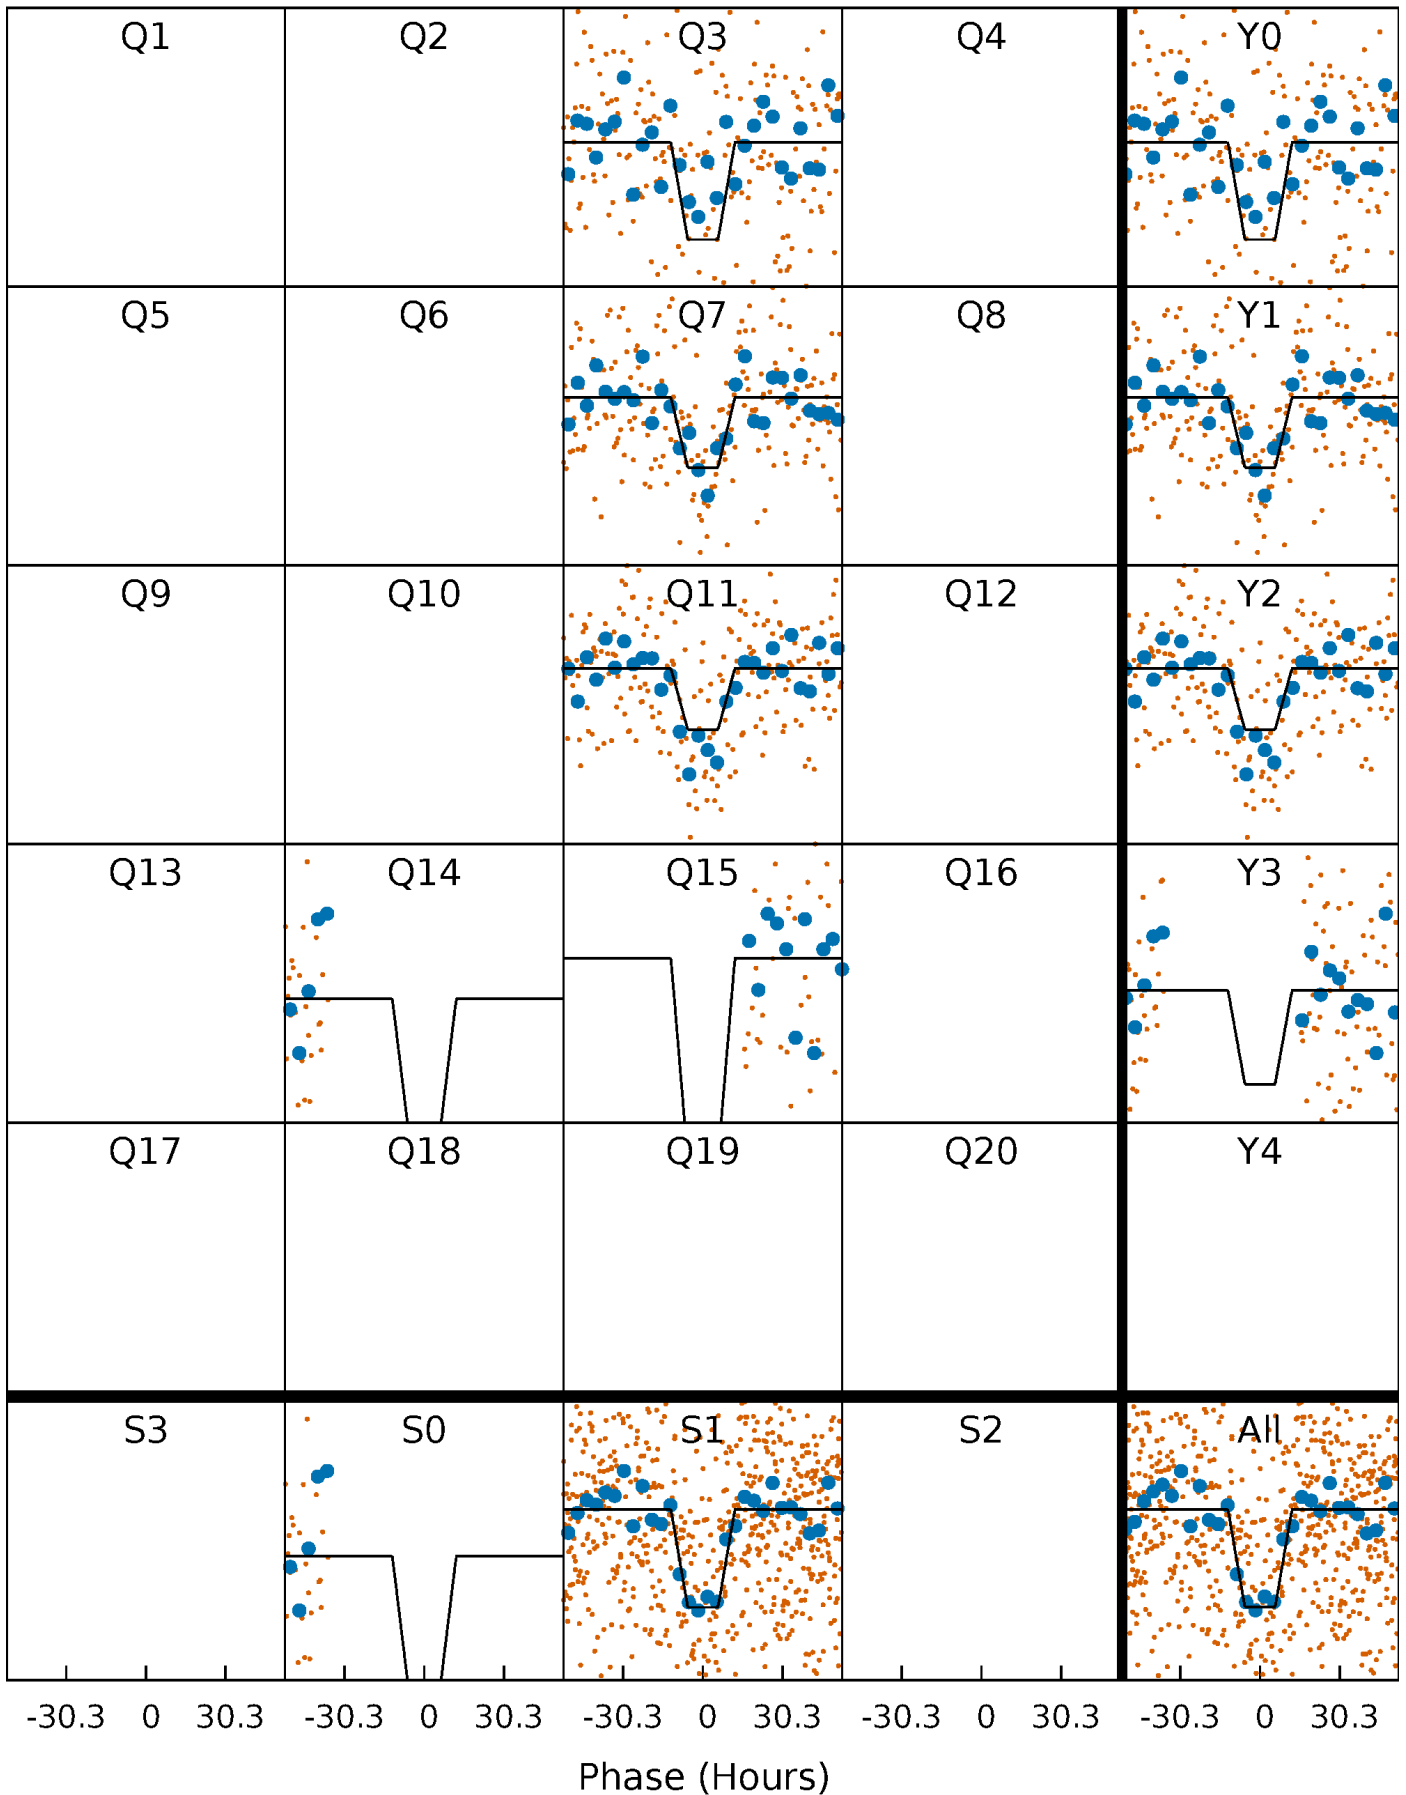 Q1 Q2 Q3 Q4 Y0
Q5 Q6 Q7 Q8 Y1
Q9 Q10 Q11 Q12 Y2
Q13 Q14 Q15 Q16 Y3
Q17 Q18 Q19 Q20 Y4
S3 S0 S1 S2 All
-30.3 0 30.3 -30.3 0 30.3 -30.3 0 30.3 -30.3 0 30.3 -30.3 0 30.3
Phase (Hours)